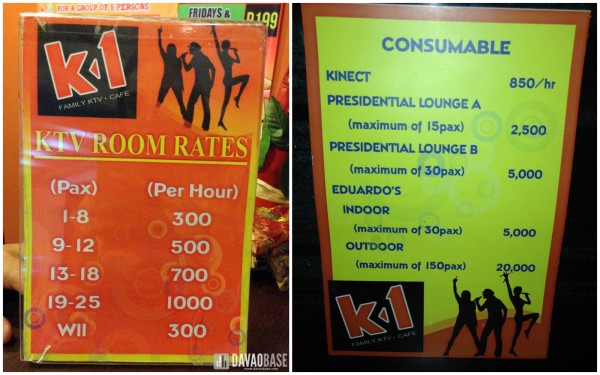 FOR A GROUP OF 5 PERSONS
FRIDAYS &
P199
k1
FAMILY KTV • CAFE
KTV ROOM RATES
(Pax) (Per Hour)
1-8 300
9-12 500
13-18 700
19-25 1000
WII 300
DAVAOBASE
www.davaobase.com
CONSUMABLE
KINECT 850/hr
PRESIDENTIAL LOUNGE A
(maximum of 15pax) 2,500
PRESIDENTIAL LOUNGE B
(maximum of 30pax) 5,000
EDUARDO'S
INDOOR
(maximum of 30pax) 5,000
OUTDOOR
(maximum of 150pax) 20,000
k1
FAMILY KTV • CAFE